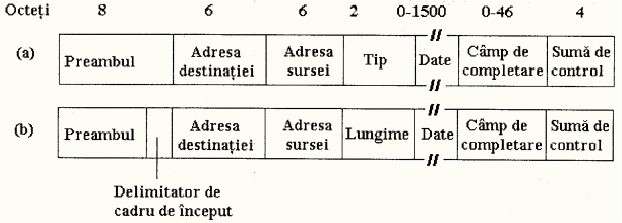 Octeți 8 6 6 2 0-1500 0-46 4
(a) Preambul Adresa destinației Adresa sursei Tip Date Câmp de completare Sumă de control
(b) Preambul Adresa destinației Adresa sursei Lungime Date Câmp de completare Sumă de control
Delimitator de
cadru de început